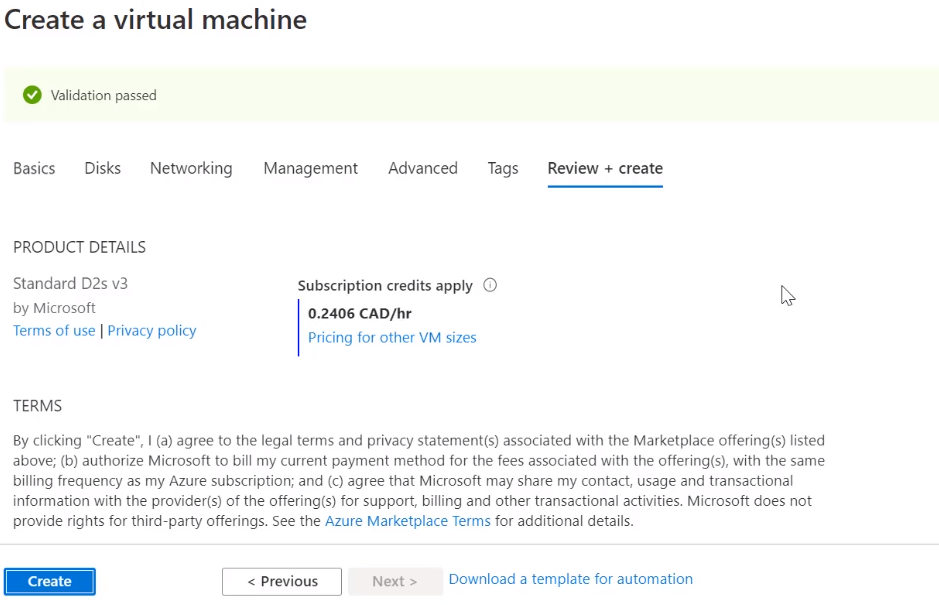 Create a virtual machine
Validation passed
Basics Disks Networking Management Advanced Tags Review + create
PRODUCT DETAILS
Standard D2s v3
by Microsoft
Terms of use | Privacy policy
Subscription credits apply
0.2406 CAD/hr
Pricing for other VM sizes
TERMS
By clicking "Create", I (a) agree to the legal terms and privacy statement(s) associated with the Marketplace offering(s) listed
above; (b) authorize Microsoft to bill my current payment method for the fees associated with the offering(s), with the same
billing frequency as my Azure subscription; and (c) agree that Microsoft may share my contact, usage and transactional
information with the provider(s) of the offering(s) for support, billing and other transactional activities. Microsoft does not
provide rights for third-party offerings. See the Azure Marketplace Terms for additional details.
Create < Previous Next > Download a template for automation